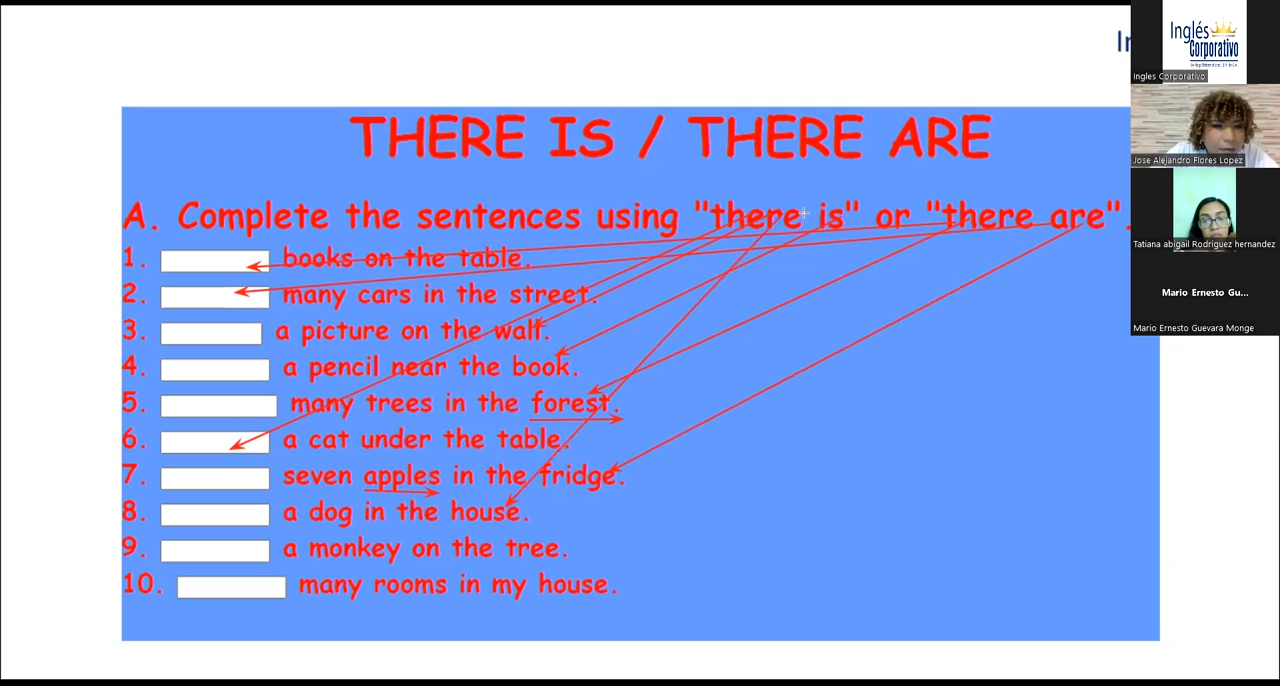 THERE IS / THERE ARE
A. Complete the sentences using "there is" or "there are".
1. books on the table.
2. many cars in the street.
3. a picture on the wall.
4. a pencil near the book.
5. many trees in the forest.
6. a cat under the table.
7. seven apples in the fridge.
8. a dog in the house.
9. a monkey on the tree.
10. many rooms in my house.
Inglés
Corporativo
Ingles Corporativo
Jose Alejandro Flores Lopez
Tatiana abigail Rodriguez hernandez
Mario Ernesto Gu...
Mario Ernesto Guevara Monge